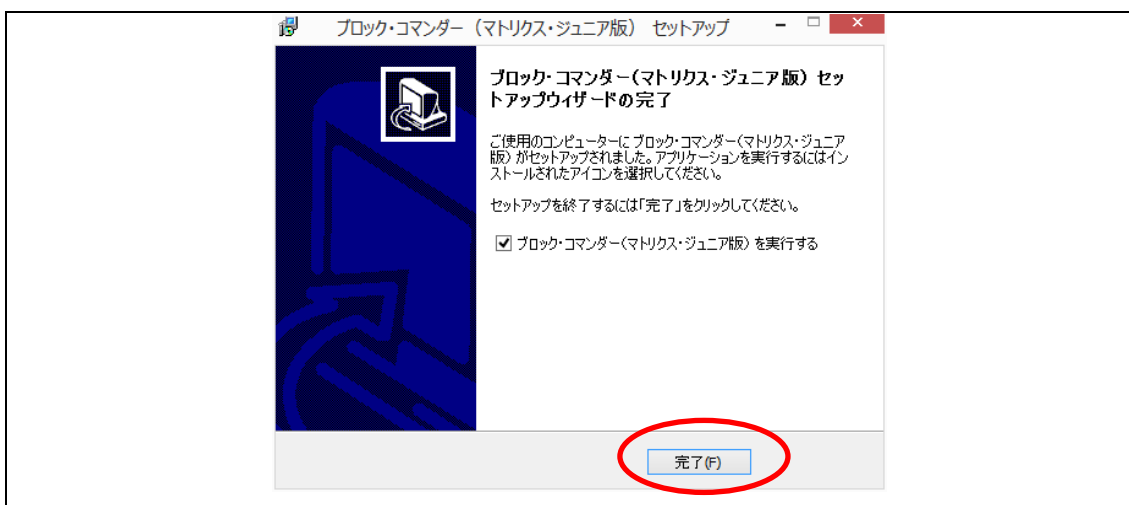 ブロック・コマンダー（マトリクス・ジュニア版） セットアップ
ブロック・コマンダー（マトリクス・ジュニア版） セッ
トアップウィザードの完了
ご使用のコンピューターに ブロック・コマンダー（マトリクス・ジュニア
版） がセットアップされました。アプリケーションを実行するにはイン
ストールされたアイコンを選択してください。
セットアップを終了するには「完了」をクリックしてください。
ブロック・コマンダー（マトリクス・ジュニア版） を実行する
完了(F)